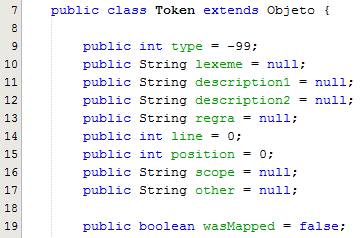 7 public class Token extends Objeto {
8
9 public int type = -99;
10 public String lexeme = null;
11 public String description1 = null;
12 public String description2 = null;
13 public String regra = null;
14 public int line = 0;
15 public int position = 0;
16 public String scope = null;
17 public String other = null;
18
19 public boolean wasMapped = false;